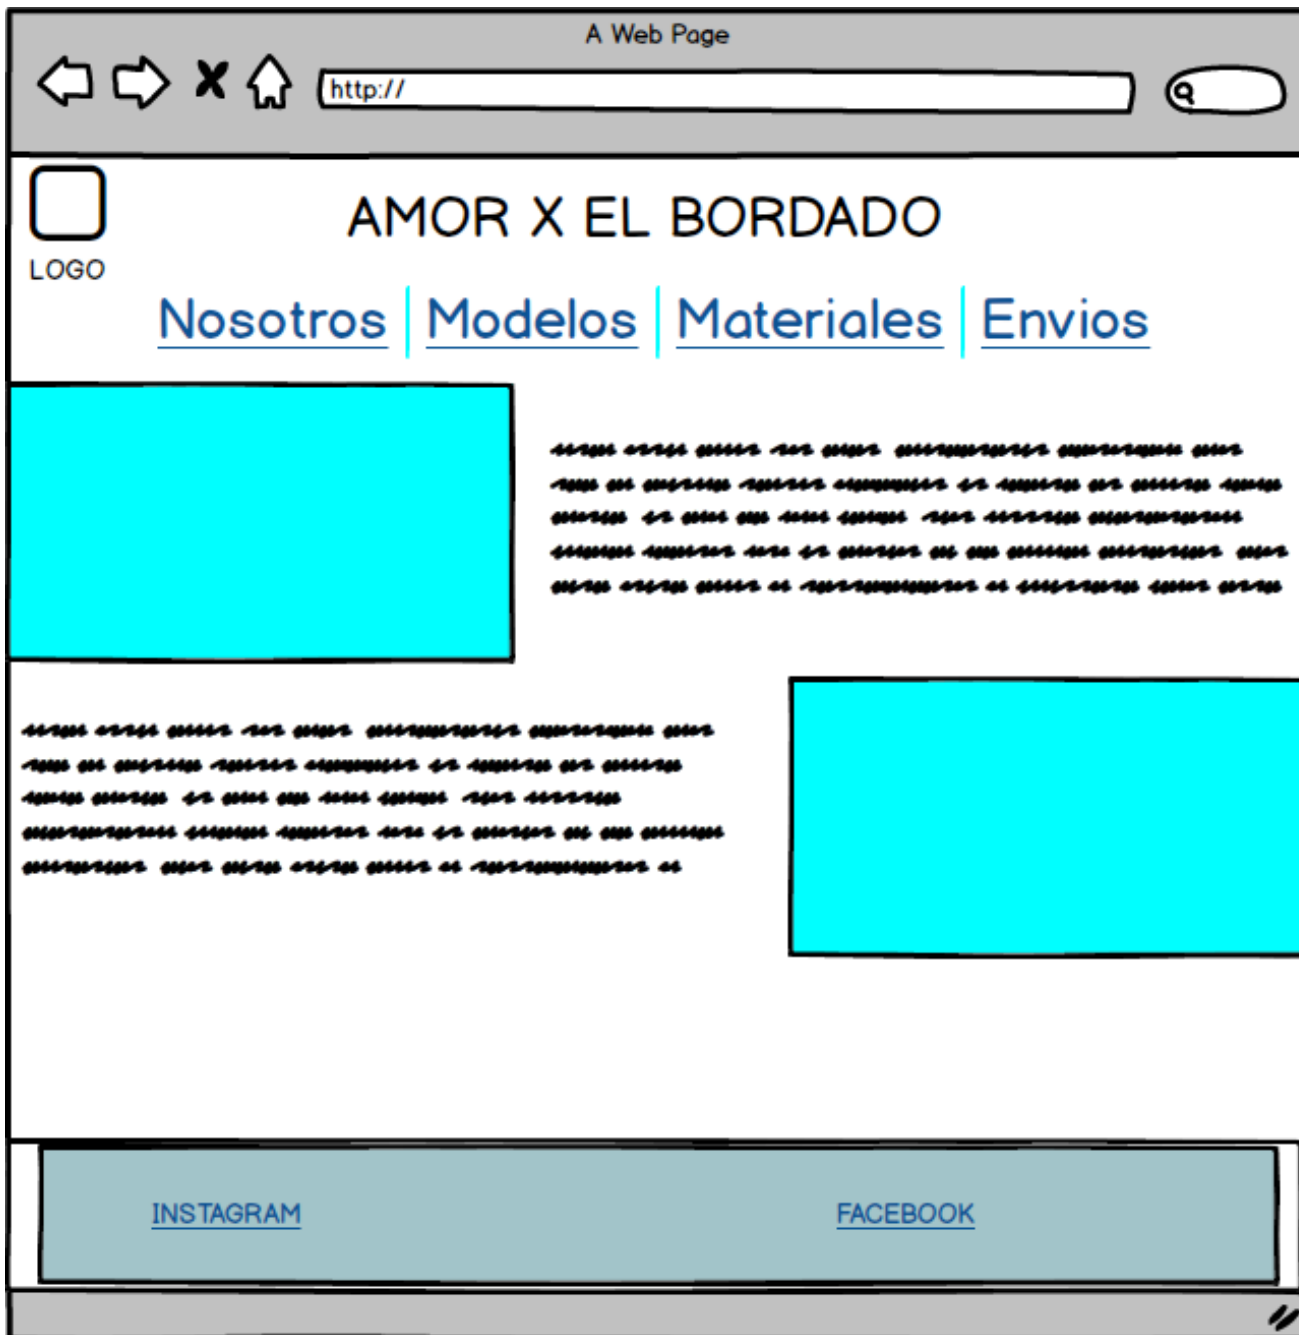 A Web Page
http://
LOGO
AMOR X EL BORDADO
Nosotros Modelos Materiales Envios
INSTAGRAM FACEBOOK